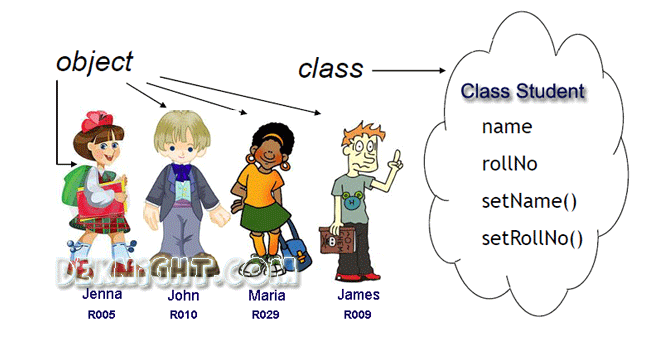 object
class
Class Student
name
rollNo
setName()
setRollNo()
Jenna
John
Maria
James
R005
R010
R029
R009